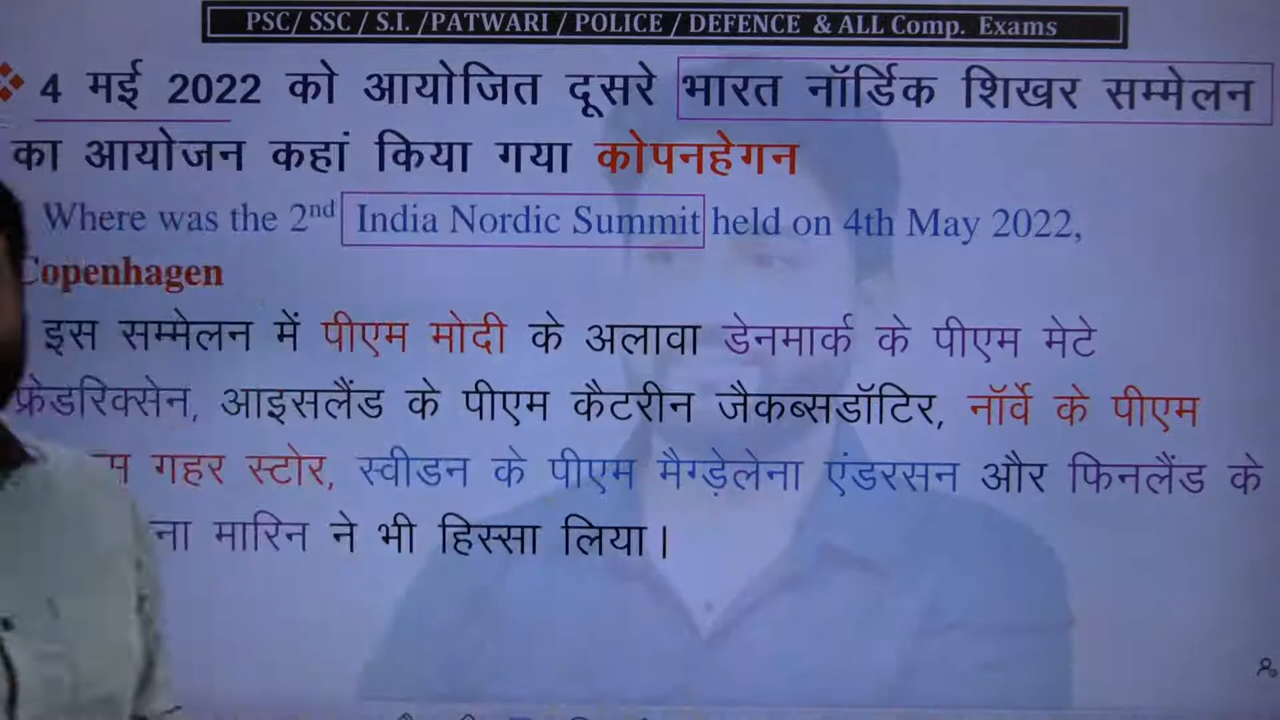 PSC/ SSC / S.I. /PATWARI / POLICE / DEFENCE & ALL Comp. Exams
4 मई 2022 को आयोजित दूसरे भारत नॉर्डिक शिखर सम्मेलन
का आयोजन कहां किया गया कोपनहेगन
Where was the 2nd India Nordic Summit held on 4th May 2022,
Copenhagen
इस सम्मेलन में पीएम मोदी के अलावा डेनमार्क के पीएम मेटे
फ्रेडरिक्सेन, आइसलैंड के पीएम कैटरीन जैकब्सडॉटिर, नॉर्वे के पीएम
गहर स्टोर, स्वीडन के पीएम मैग्ड़ेलेना एंडरसन और फिनलैंड के
मारिन ने भी हिस्सा लिया।